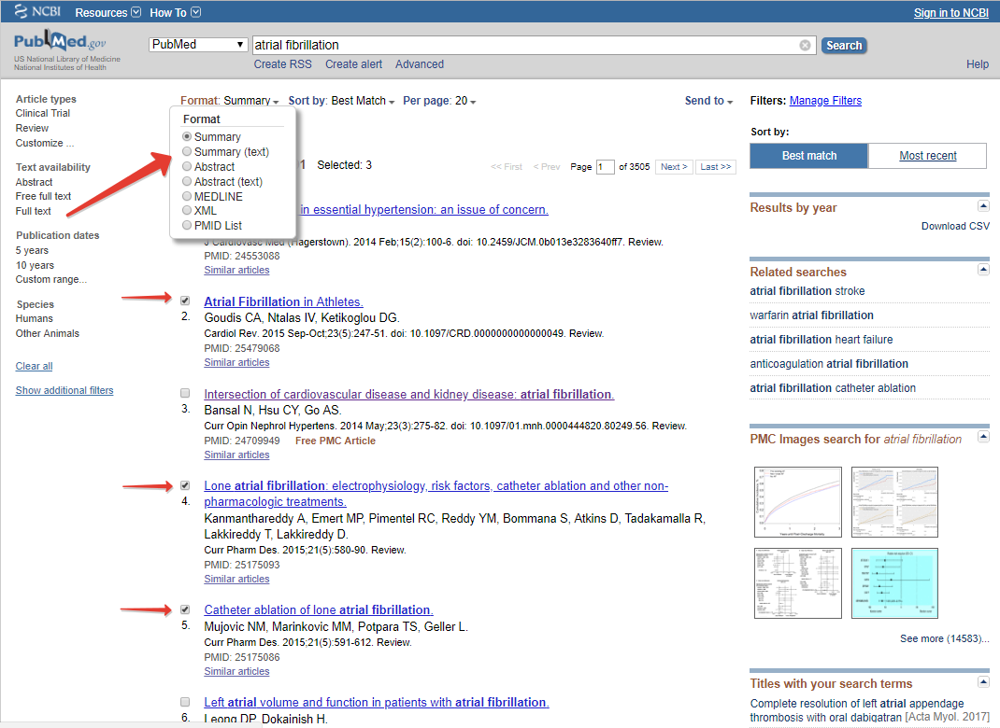 NCBI Resources How To Sign in to NCBI
PubMed.gov
US National Library of Medicine
National Institutes of Health
PubMed atrial fibrillation Search
Create RSS Create alert Advanced Help
Article types
Clinical Trial
Review
Customize ...
Text availability
Abstract
Free full text
Full text
Publication dates
5 years
10 years
Custom range...
Species
Humans
Other Animals
Clear all
Show additional filters
Format: Summary Sort by: Best Match Per page: 20 Send to
Format
Summary
Summary (text)
Abstract
Abstract (text)
MEDLINE
XML
PMID List
Selected: 3
<< First < Prev Page 1 of 3505 Next > Last >>
in essential hypertension: an issue of concern.
J Cardiovasc Med (Hagerstown). 2014 Feb;15(2):100-6. doi: 10.2459/JCM.0b013e3283640ff7. Review.
PMID: 24553088
Similar articles
Atrial Fibrillation in Athletes.
2. Goudis CA, Ntalas IV, Ketikoglou DG.
Cardiol Rev. 2015 Sep-Oct;23(5):247-51. doi: 10.1097/CRD.0000000000000049. Review.
PMID: 25479068
Similar articles
Intersection of cardiovascular disease and kidney disease: atrial fibrillation.
3. Bansal N, Hsu CY, Go AS.
Curr Opin Nephrol Hypertens. 2014 May;23(3):275-82. doi: 10.1097/01.mnh.0000444820.80249.56. Review.
PMID: 24709949 Free PMC Article
Similar articles
Lone atrial fibrillation: electrophysiology, risk factors, catheter ablation and other non-
4. pharmacologic treatments.
Kanmanthareddy A, Emert MP, Pimentel RC, Reddy YM, Bommana S, Atkins D, Tadakamalla R,
Lakkireddy T, Lakkireddy D.
Curr Pharm Des. 2015;21(5):580-90. Review.
PMID: 25175093
Similar articles
Catheter ablation of lone atrial fibrillation.
5. Mujovic NM, Marinkovic MM, Potpara TS, Geller L.
Curr Pharm Des. 2015;21(5):591-612. Review.
PMID: 25175086
Similar articles
Left atrial volume and function in patients with atrial fibrillation.
6. Leong DP, Dokainish H.
Filters: Manage Filters
Sort by:
Best match Most recent
Results by year
Download CSV
Related searches
atrial fibrillation stroke
warfarin atrial fibrillation
atrial fibrillation heart failure
anticoagulation atrial fibrillation
atrial fibrillation catheter ablation
PMC Images search for atrial fibrillation
See more (14583)...
Titles with your search terms
Complete resolution of left atrial appendage
thrombosis with oral dabigatran [Acta Myol. 2017]